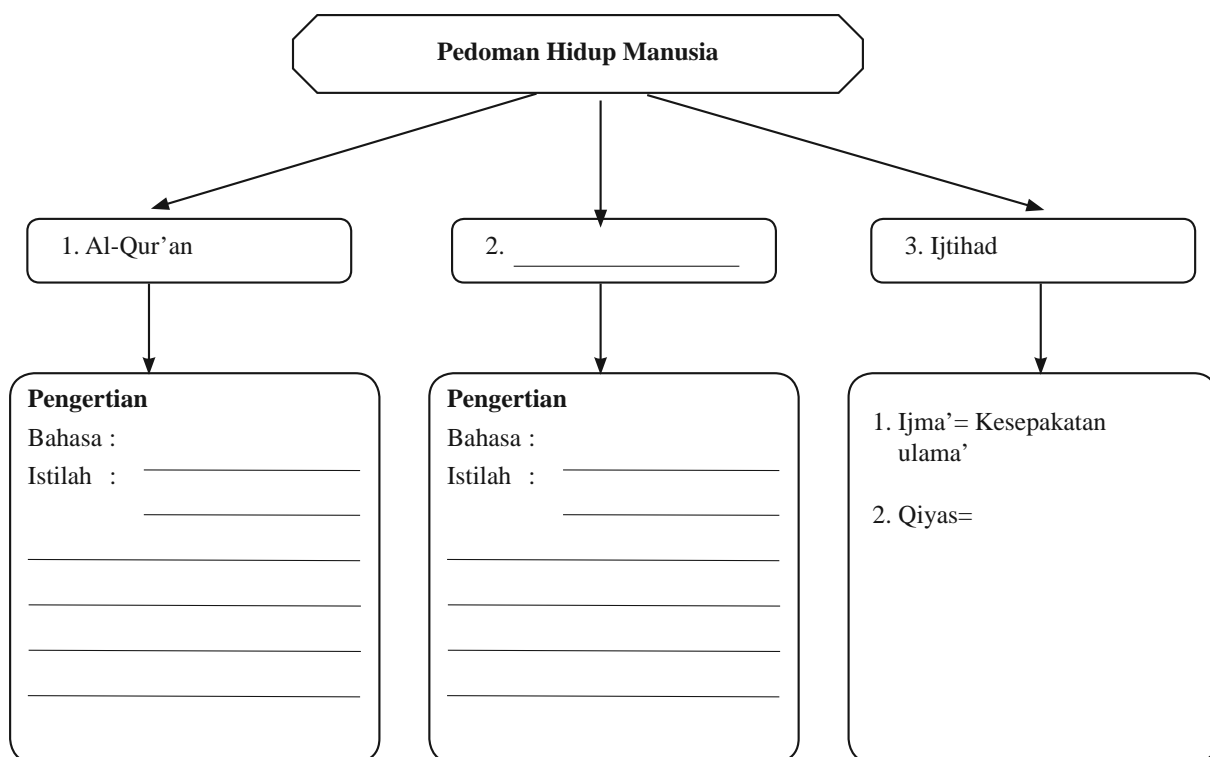 Pedoman Hidup Manusia
1. Al-Qur’an
2.
3. Ijtihad
Pengertian
Bahasa :
Istilah :
Pengertian
Bahasa :
Istilah :
1. Ijma’= Kesepakatan
ulama’
2. Qiyas=